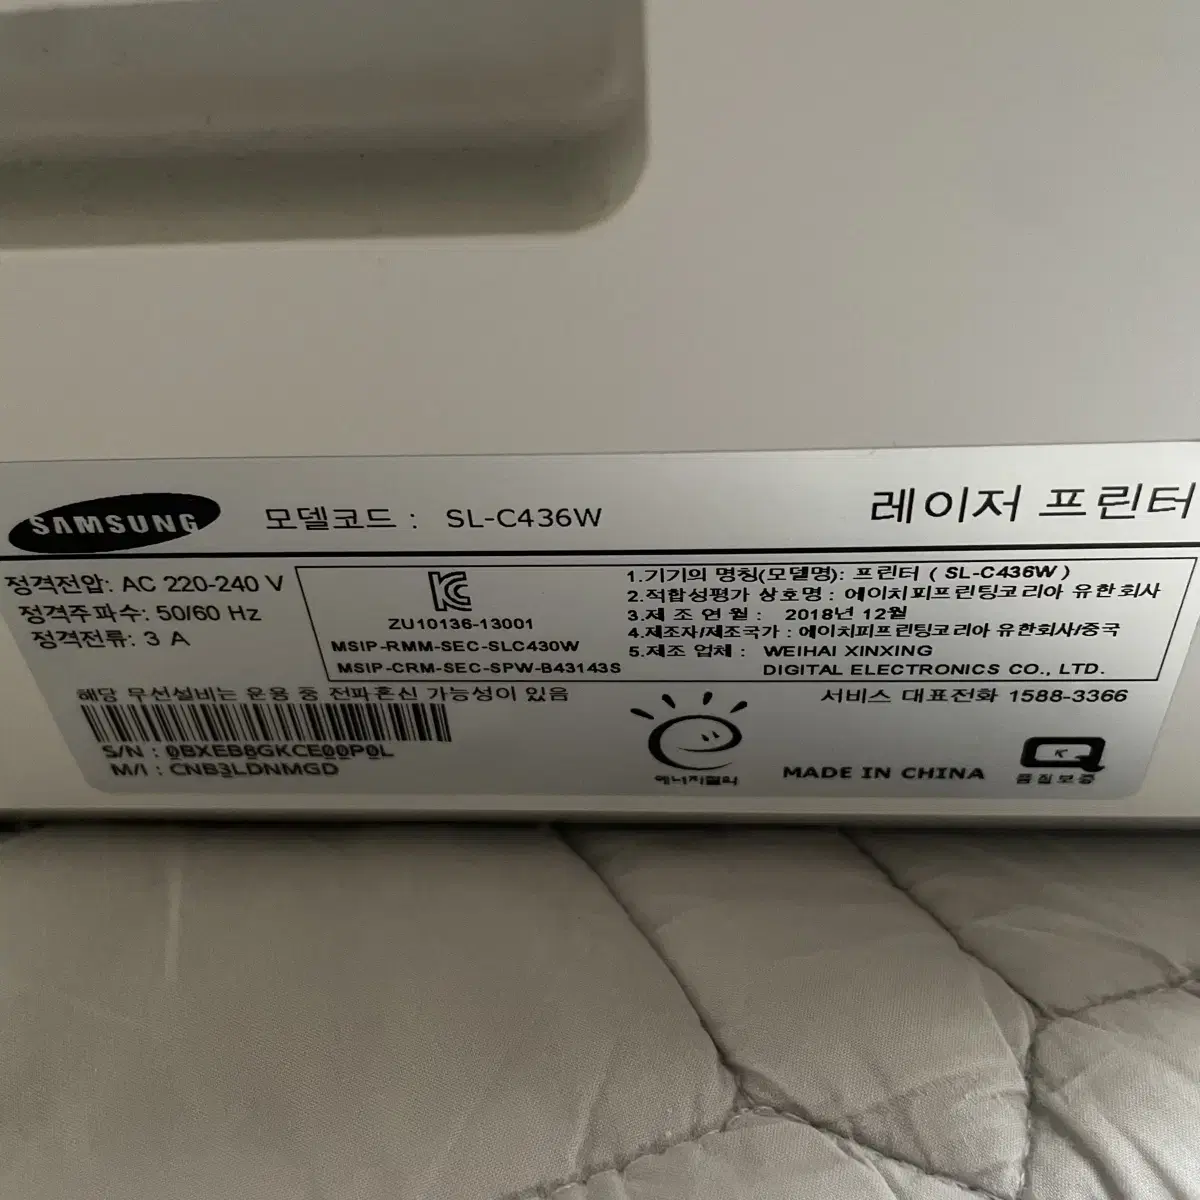 SAMSUNG 모델코드 : SL-C436W 레이저 프린터
정격전압: AC 220-240 V
정격주파수: 50/60 Hz
정격전류: 3 A
ZU10136-13001
MSIP-RMM-SEC-SLC430W
MSIP-CRM-SEC-SPW-B43143S
1.기기의 명칭(모델명): 프린터 ( SL-C436W )
2.적합성평가 상호명 : 에이치피프린팅코리아 유한회사
3.제 조 연 월 : 2018년 12월
4.제조자/제조국가 : 에이치피프린팅코리아 유한회사/중국
5.제조 업체 : WEIHAI XINXING
DIGITAL ELECTRONICS CO., LTD.
해당 무선설비는 운용 중 전파혼신 가능성이 있음
서비스 대표전화 1588-3366
S/N : 0BXEB8GKCE00P0L
M/I : CNB3LDNMGD
에너지절약
MADE IN CHINA
품질보증